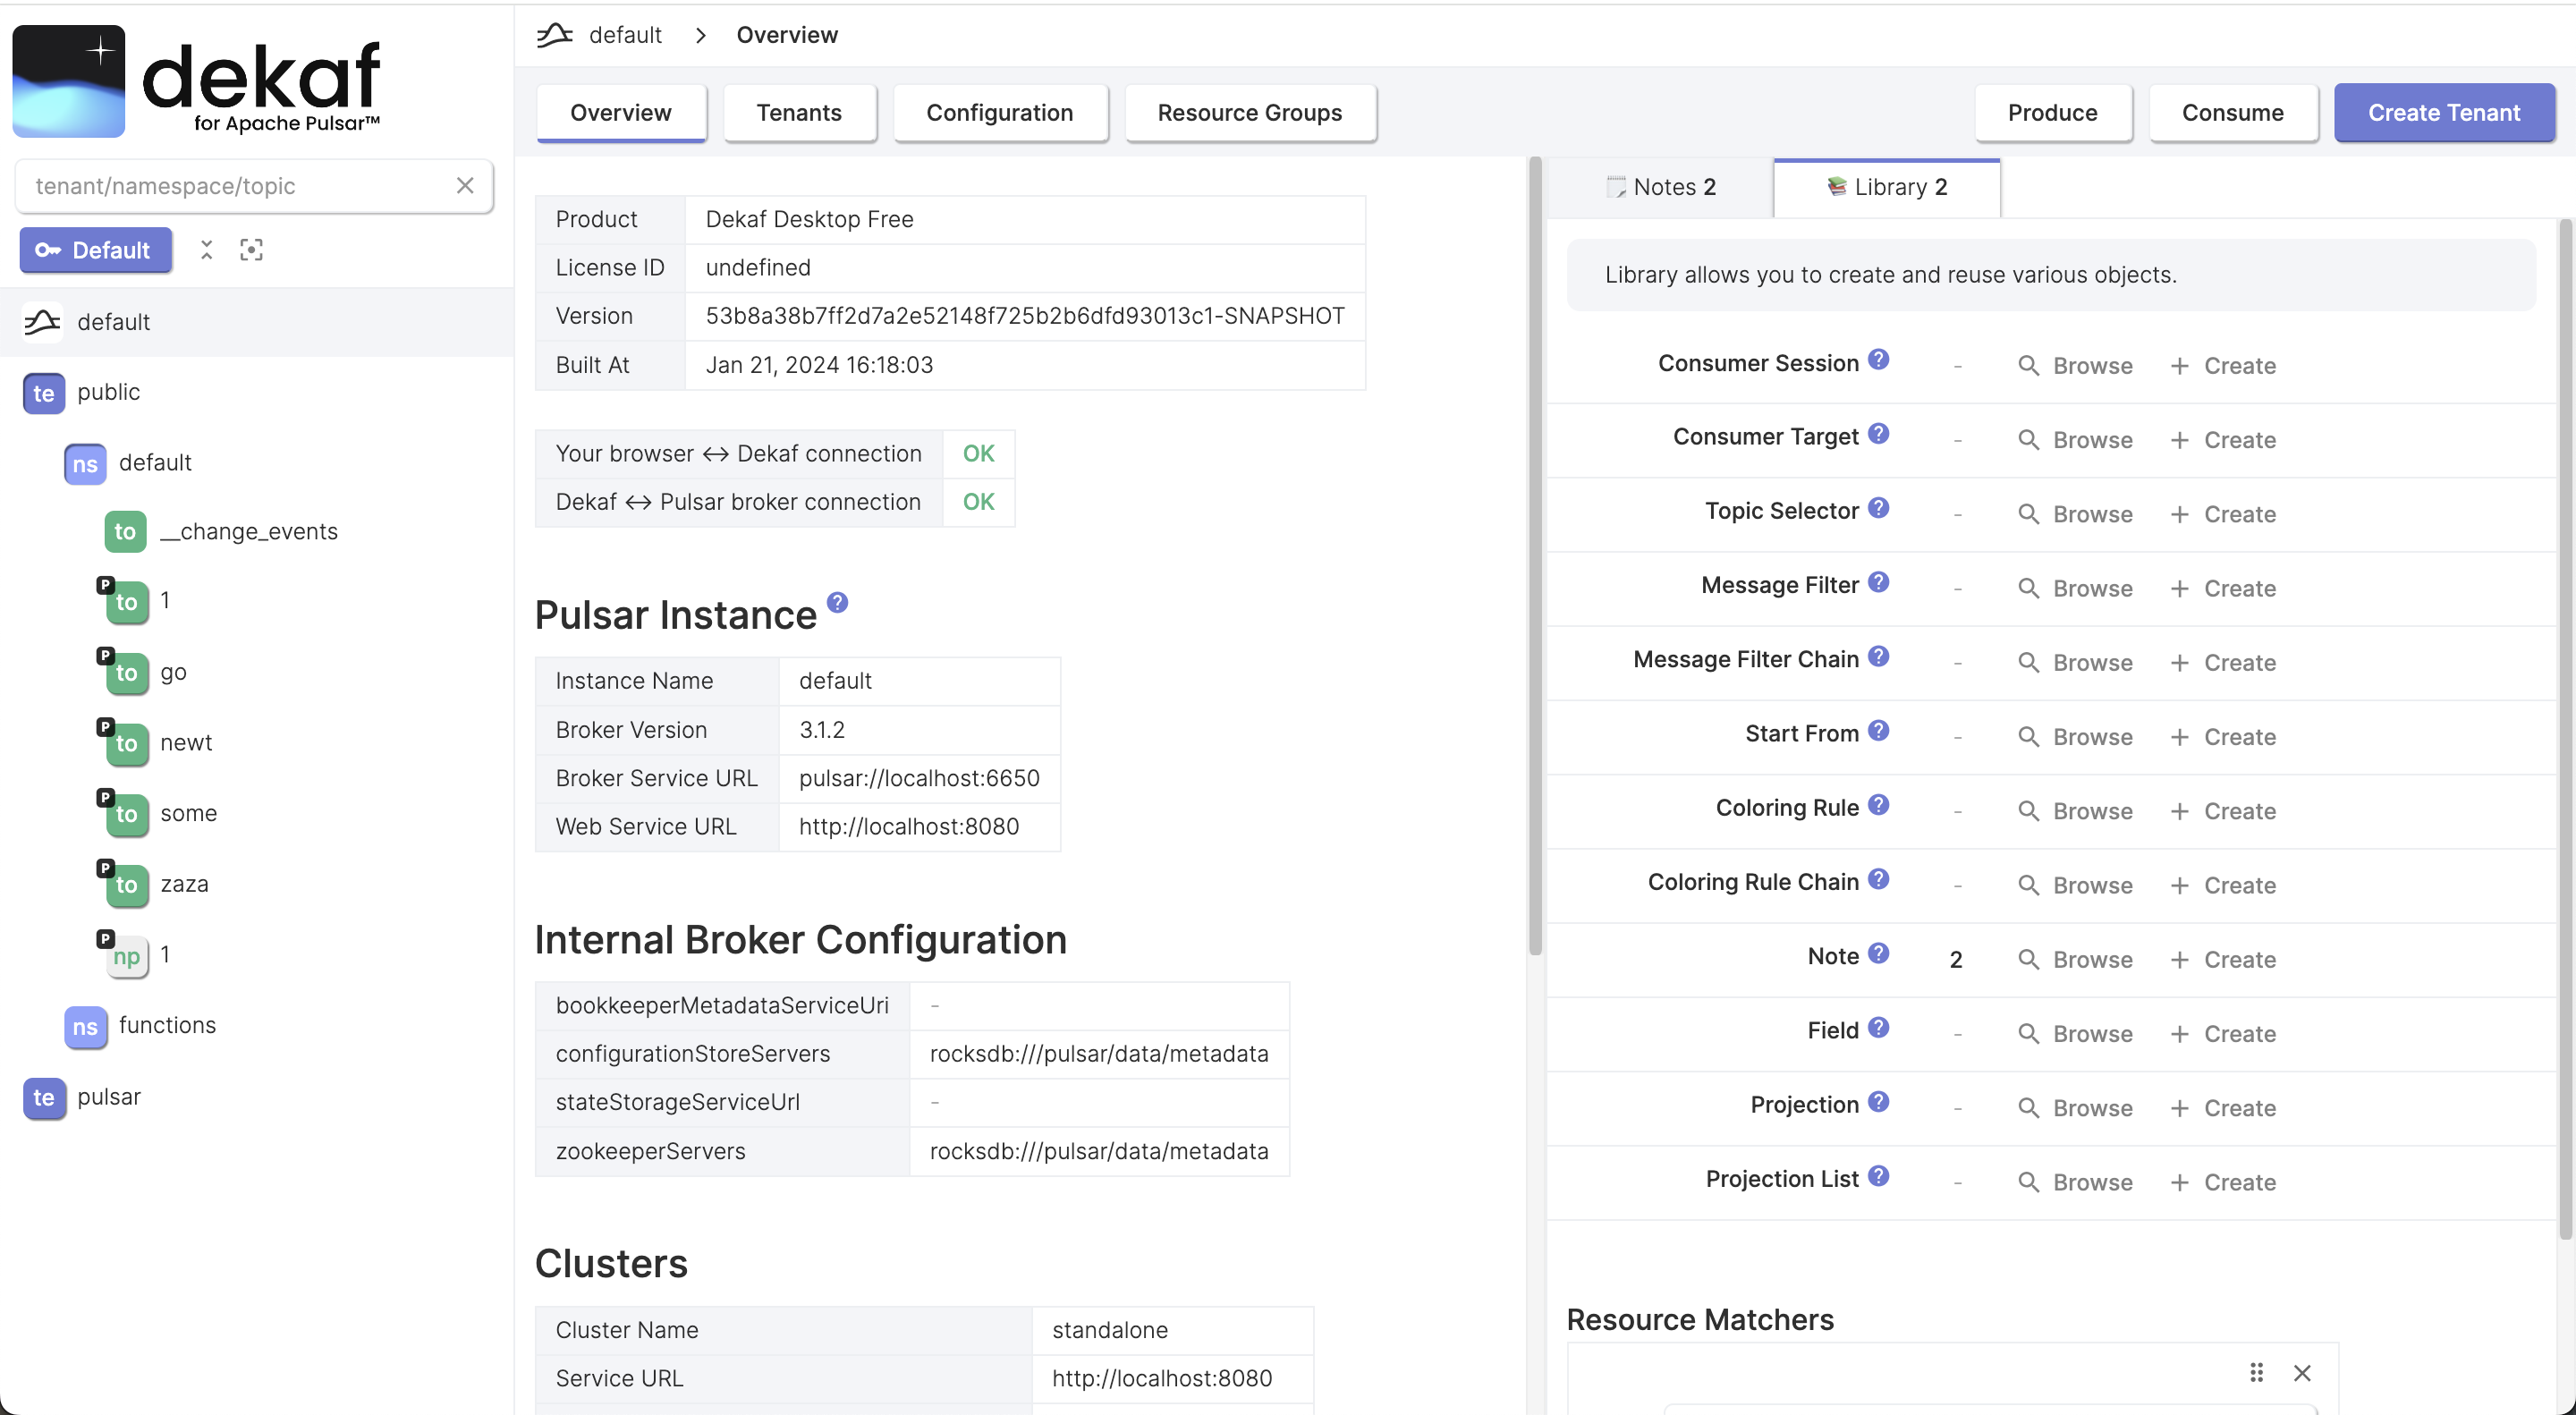 dekaf
for Apache Pulsar™
tenant/namespace/topic
Default
default
te public
ns default
to __change_events
P to 1
P to go
P to newt
P to some
P to zaza
P np 1
ns functions
te pulsar
default > Overview
Overview Tenants Configuration Resource Groups Produce Consume Create Tenant
Product Dekaf Desktop Free
License ID undefined
Version 53b8a38b7ff2d7a2e52148f725b2b6dfd93013c1-SNAPSHOT
Built At Jan 21, 2024 16:18:03
Your browser <-> Dekaf connection OK
Dekaf <-> Pulsar broker connection OK
Pulsar Instance ?
Instance Name default
Broker Version 3.1.2
Broker Service URL pulsar://localhost:6650
Web Service URL http://localhost:8080
Internal Broker Configuration
bookkeeperMetadataServiceUri -
configurationStoreServers rocksdb:///pulsar/data/metadata
stateStorageServiceUrl -
zookeeperServers rocksdb:///pulsar/data/metadata
Clusters
Cluster Name standalone
Service URL http://localhost:8080
Notes 2 Library 2
Library allows you to create and reuse various objects.
Consumer Session ? - Browse + Create
Consumer Target ? - Browse + Create
Topic Selector ? - Browse + Create
Message Filter ? - Browse + Create
Message Filter Chain ? - Browse + Create
Start From ? - Browse + Create
Coloring Rule ? - Browse + Create
Coloring Rule Chain ? - Browse + Create
Note ? 2 Browse + Create
Field ? - Browse + Create
Projection ? - Browse + Create
Projection List ? - Browse + Create
Resource Matchers